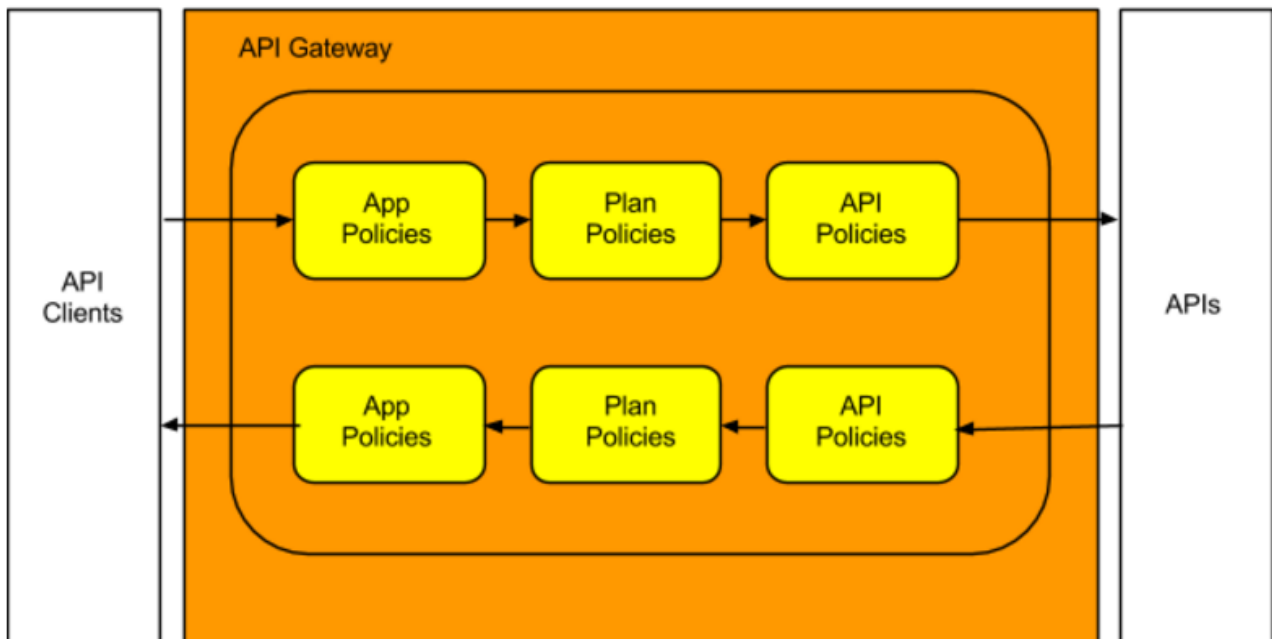 API Gateway
App
Policies
Plan
Policies
API
Policies
API
Clients
APIs
App
Policies
Plan
Policies
API
Policies